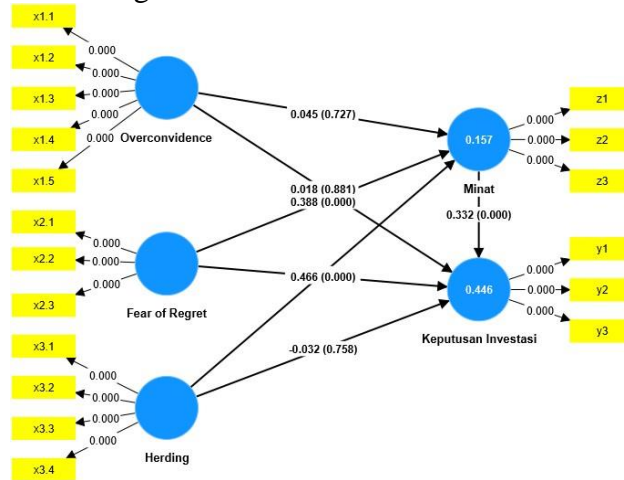 x1.1
0.000
x1.2
0.000
x1.3
0.000
x1.4
0.000
x1.5
0.000
Overconvidence
x2.1
0.000
x2.2
0.000
x2.3
0.000
Fear of Regret
x3.1
0.000
x3.2
0.000
x3.3
0.000
x3.4
0.000
Herding
0.045 (0.727)
0.018 (0.881)
0.388 (0.000)
0.466 (0.000)
-0.032 (0.758)
0.157
Minat
0.332 (0.000)
0.446
Keputusan Investasi
0.000
z1
0.000
z2
0.000
z3
0.000
y1
0.000
y2
0.000
y3